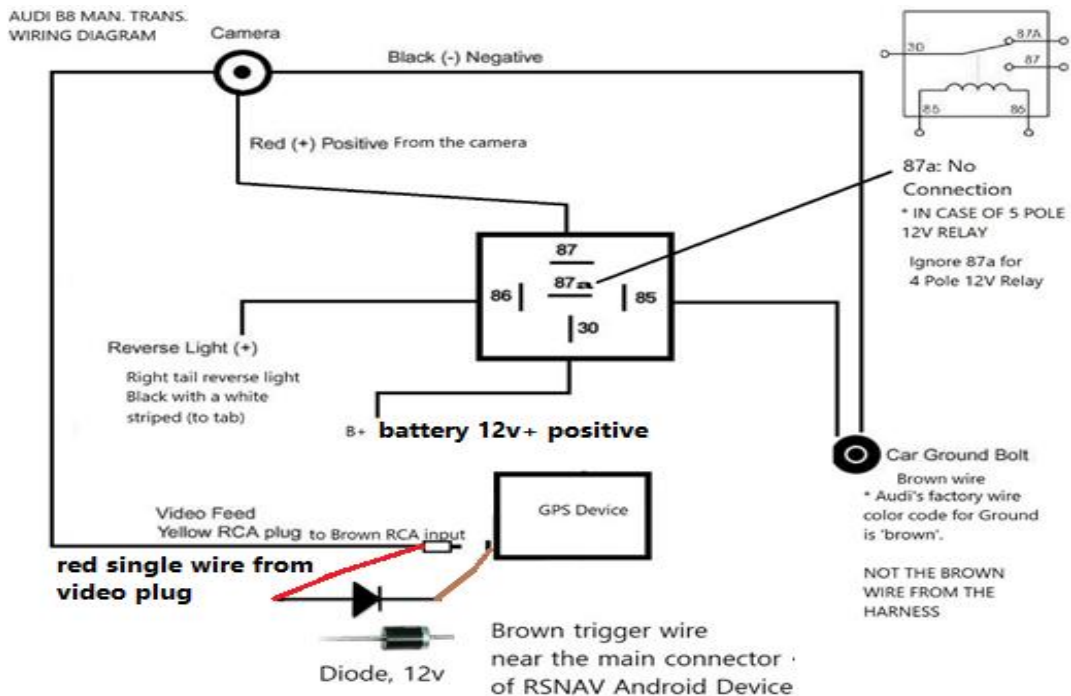 AUDI B8 MAN. TRANS.
WIRING DIAGRAM
Camera
Black (-) Negative
Red (+) Positive From the camera
30
87A
87
85
86
87a: No
Connection
* IN CASE OF 5 POLE
12V RELAY
Ignore 87a for
4 Pole 12V Relay
87
87a
86
85
30
Reverse Light (+)
Right tail reverse light
Black with a white
striped (to tab)
B+ battery 12v+ positive
Car Ground Bolt
Brown wire
* Audi's factory wire
color code for Ground
is 'brown'.
NOT THE BROWN
WIRE FROM THE
HARNESS
GPS Device
Video Feed
Yellow RCA plug to Brown RCA input
red single wire from
video plug
Diode, 12v
Brown trigger wire
near the main connector ·
of RSNAV Android Device